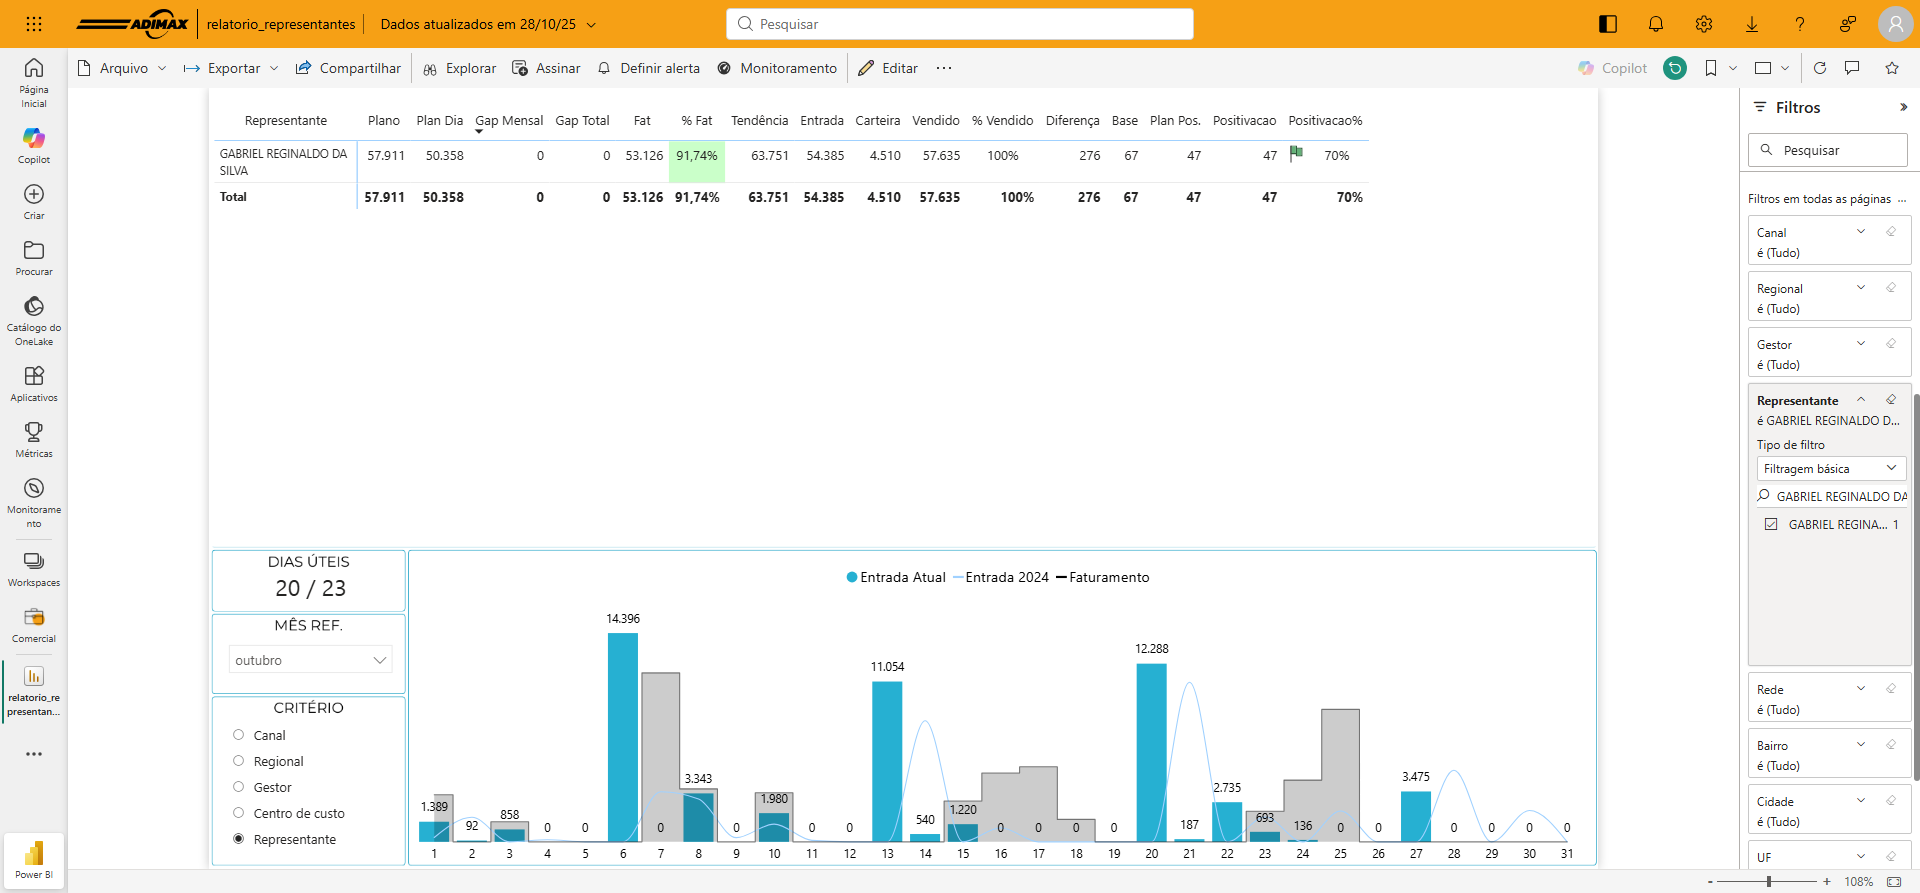 ADIMAX
relatorio_representantes
Dados atualizados em 28/10/25
Pesquisar
Arquivo
Exportar
Compartilhar
Explorar
Assinar
Definir alerta
Monitoramento
Editar
Copilot
Página
Inicial
Copilot
Criar
Procurar
Catálogo do
OneLake
Aplicativos
Métricas
Monitorame
nto
Workspaces
Comercial
relatorio_re
presentan...
Power BI
Representante Plano Plan Dia Gap Mensal Gap Total Fat % Fat Tendência Entrada Carteira Vendido % Vendido Diferença Base Plan Pos. Positivacao Positivacao%
GABRIEL REGINALDO DA
SILVA
57.911 50.358 0 0 53.126 91,74% 63.751 54.385 4.510 57.635 100% 276 67 47 47 70%
Total 57.911 50.358 0 0 53.126 91,74% 63.751 54.385 4.510 57.635 100% 276 67 47 47 70%
DIAS ÚTEIS
20 / 23
MÊS REF.
outubro
CRITÉRIO
Canal
Regional
Gestor
Centro de custo
Representante
Entrada Atual Entrada 2024 Faturamento
1.389 92 858 0 0 14.396 0 3.343 0 1.980 0 0 11.054 540 1.220 0 0 0 0 12.288 187 2.735 693 136 0 0 3.475 0 0 0 0
1 2 3 4 5 6 7 8 9 10 11 12 13 14 15 16 17 18 19 20 21 22 23 24 25 26 27 28 29 30 31
Filtros
Pesquisar
Filtros em todas as páginas ...
Canal
é (Tudo)
Regional
é (Tudo)
Gestor
é (Tudo)
Representante
é GABRIEL REGINALDO D...
Tipo de filtro
Filtragem básica
GABRIEL REGINALDO DA
GABRIEL REGINA... 1
Rede
é (Tudo)
Bairro
é (Tudo)
Cidade
é (Tudo)
UF
- + 108%